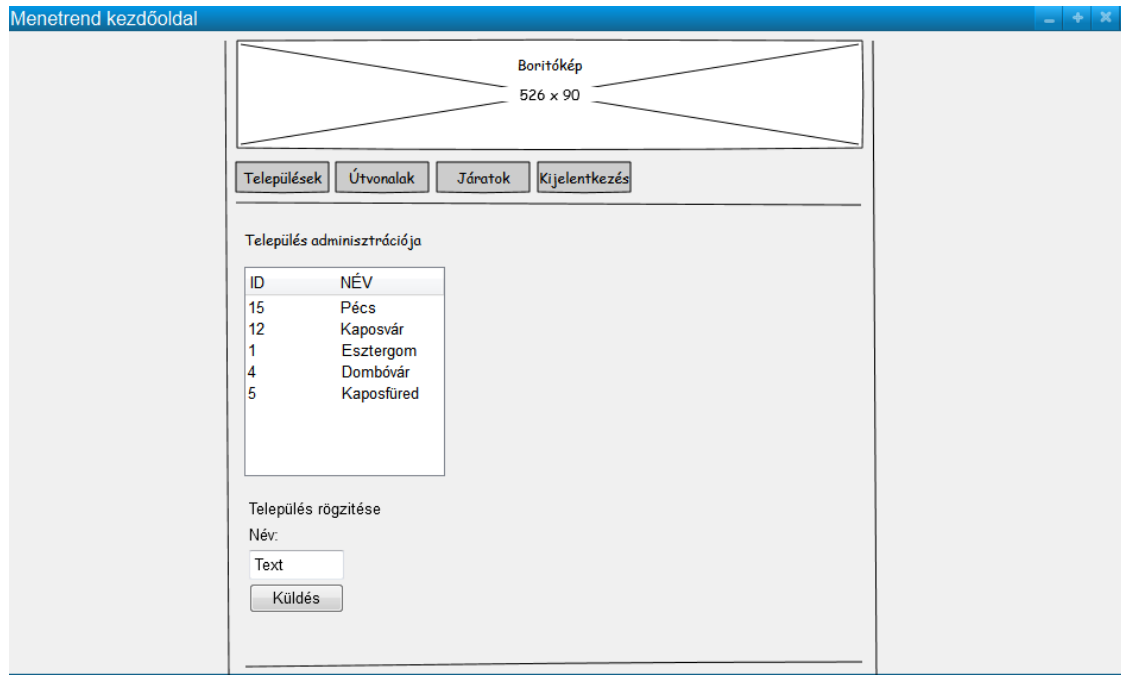 Menetrend kezdőoldal
Boritókép
526 x 90
Települések Útvonalak Járatok Kijelentkezés
Település adminisztrációja
ID NÉV
15 Pécs
12 Kaposvár
1 Esztergom
4 Dombóvár
5 Kaposfüred
Település rögzitése
Név:
Text
Küldés